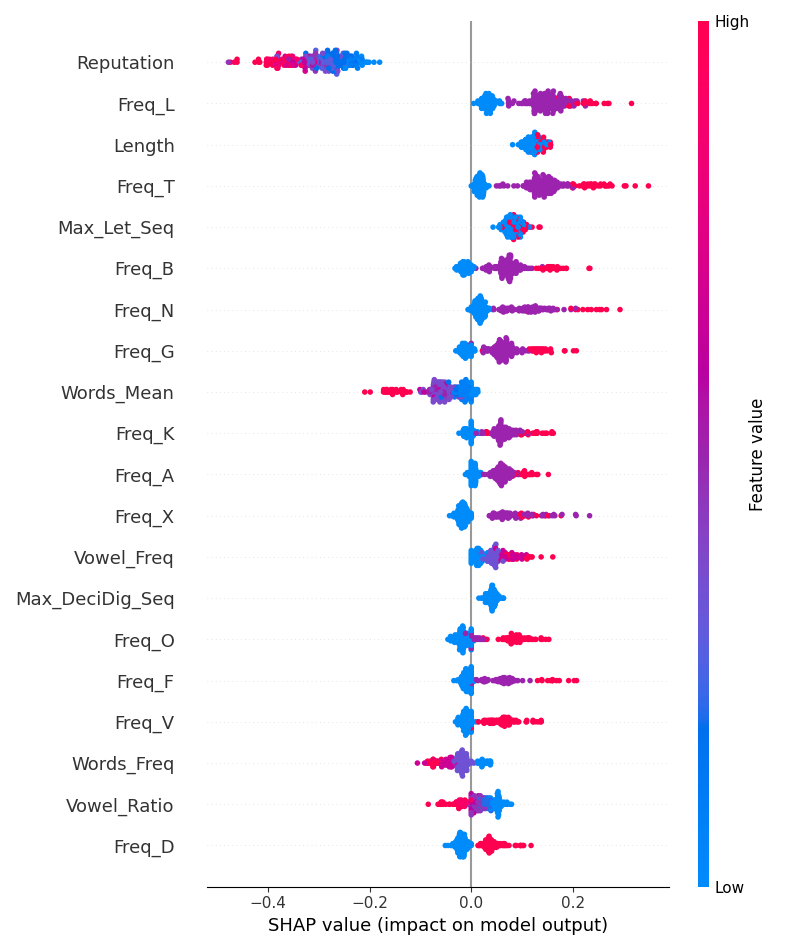 High
Reputation
Freq_L
Length
Freq_T
Max_Let_Seq
Freq_B
Freq_N
Freq_G
Words_Mean
Freq_K
Freq_A
Freq_X
Vowel_Freq
Max_DeciDig_Seq
Freq_O
Freq_F
Freq_V
Words_Freq
Vowel_Ratio
Freq_D
Feature value
Low
−0.4 −0.2 0.0 0.2
SHAP value (impact on model output)